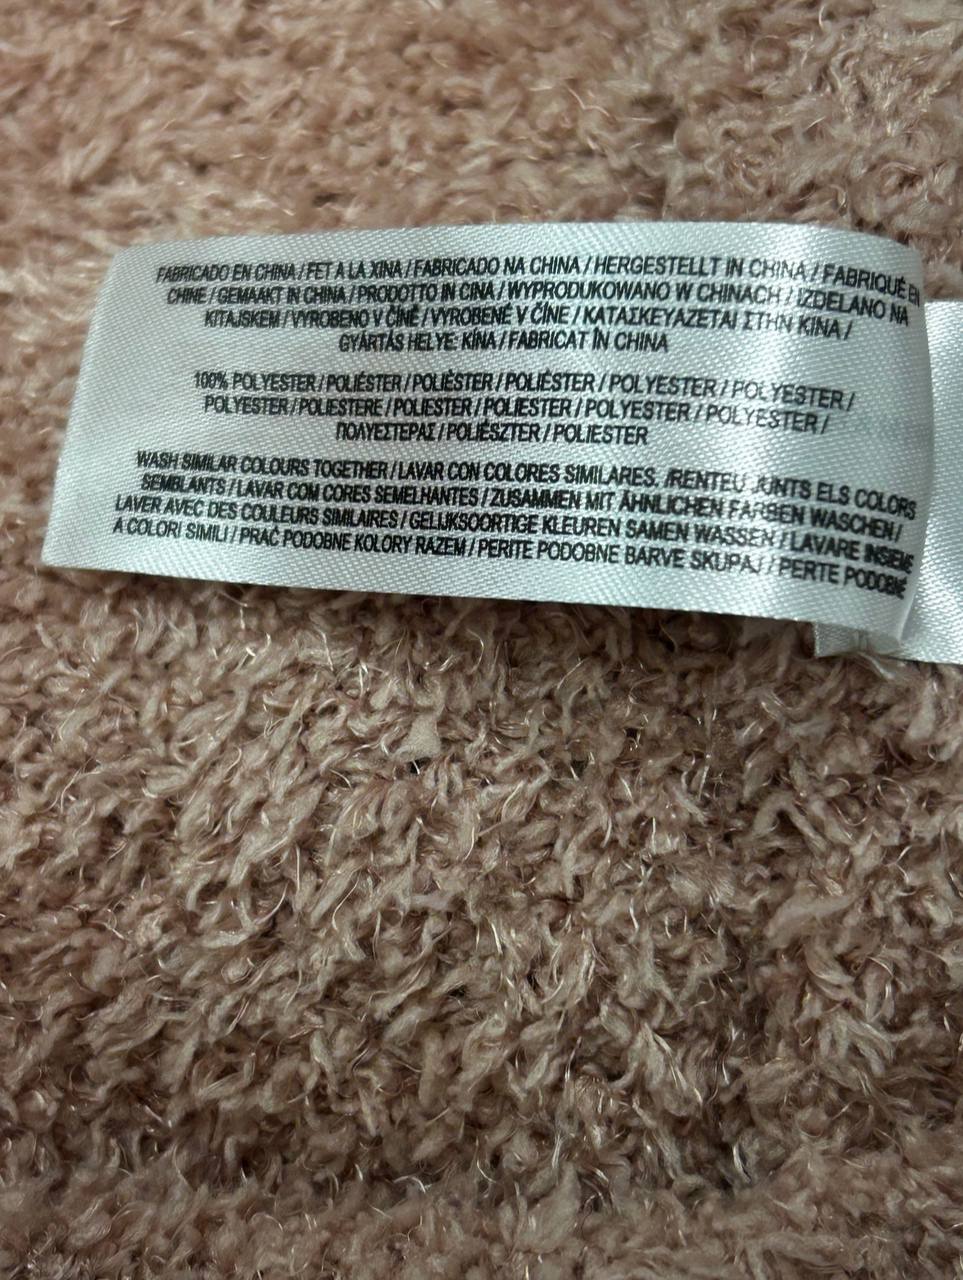 FABRICADO EN CHINA / FET A LA XINA / FABRICADO NA CHINA / HERGESTELLT IN CHINA / FABRIQUÉ EN
CHINE / GEMAAKT IN CHINA / PRODOTTO IN CINA / WYPRODUKOWANO W CHINACH / IZDELANO NA
KITAJSKEM / VYROBENO V ČÍNĚ / VYROBENÉ V ČÍNE / ΚΑΤΑΣΚΕΥΑΖΕΤΑΙ ΣΤΗΝ ΚΙΝΑ /
GYÁRTÁS HELYE: KÍNA / FABRICAT ÎN CHINA
100% POLYESTER / POLIÉSTER / POLIÈSTER / POLIÉSTER / POLYESTER / POLYESTER /
POLYESTER / POLIESTERE / POLIESTER / POLIESTER / POLYESTER / POLYESTER /
ΠΟΛΥΕΣΤΕΡΑΣ / POLIÉSZTER / POLIESTER
WASH SIMILAR COLOURS TOGETHER / LAVAR CON COLORES SIMILARES. /RENTEU JUNTS ELS COLORS
SEMBLANTS / LAVAR COM CORES SEMELHANTES / ZUSAMMEN MIT ÄHNLICHEN FARBEN WASCHEN /
LAVER AVEC DES COULEURS SIMILAIRES / GELIJKSOORTIGE KLEUREN SAMEN WASSEN / LAVARE INSIEME
A COLORI SIMILI / PRAĆ PODOBNE KOLORY RAZEM / PERITE PODOBNE BARVE SKUPAJ / PERTE PODOBNÉ